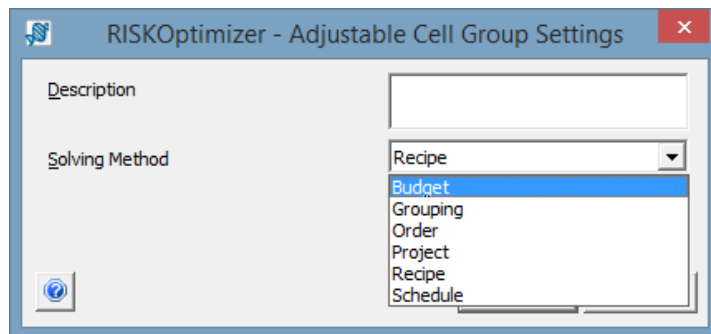 RISKOptimizer - Adjustable Cell Group Settings
Description
Solving Method
Recipe
Budget
Grouping
Order
Project
Recipe
Schedule